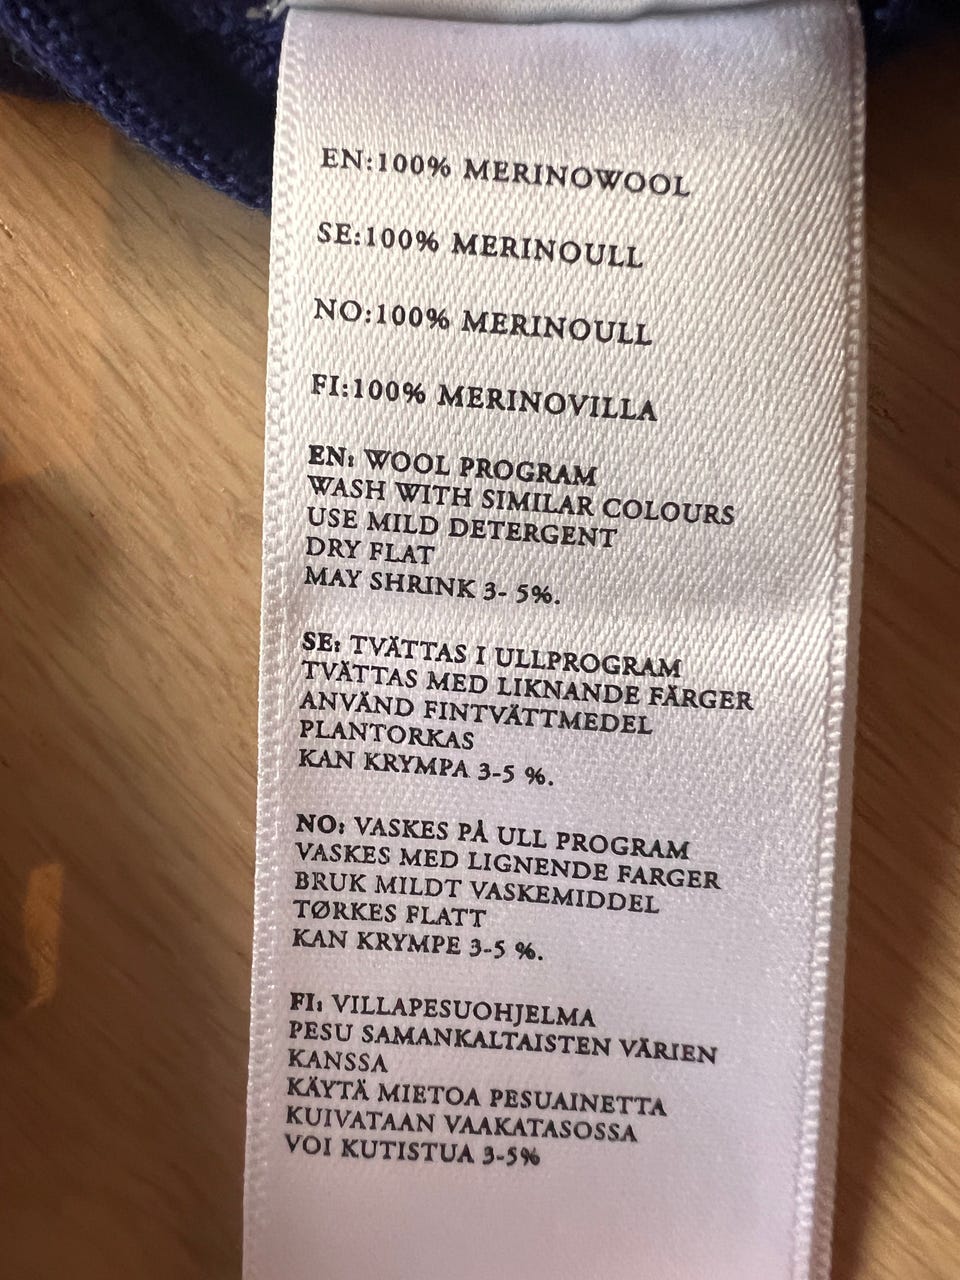 EN:100% MERINOWOOL
SE:100% MERINOULL
NO:100% MERINOULL
FI:100% MERINOVILLA
EN: WOOL PROGRAM
WASH WITH SIMILAR COLOURS
USE MILD DETERGENT
DRY FLAT
MAY SHRINK 3- 5%.
SE: TVÄTTAS I ULLPROGRAM
TVÄTTAS MED LIKNANDE FÄRGER
ANVÄND FINTVÄTTMEDEL
PLANTORKAS
KAN KRYMPA 3-5 %.
NO: VASKES PÅ ULL PROGRAM
VASKES MED LIGNENDE FARGER
BRUK MILDT VASKEMIDDEL
TØRKES FLATT
KAN KRYMPE 3-5 %.
FI: VILLAPESUOHJELMA
PESU SAMANKALTAISTEN VÄRIEN
KANSSA
KÄYTÄ MIETOA PESUAINETTA
KUIVATAAN VAAKATASOSSA
VOI KUTISTUA 3-5%